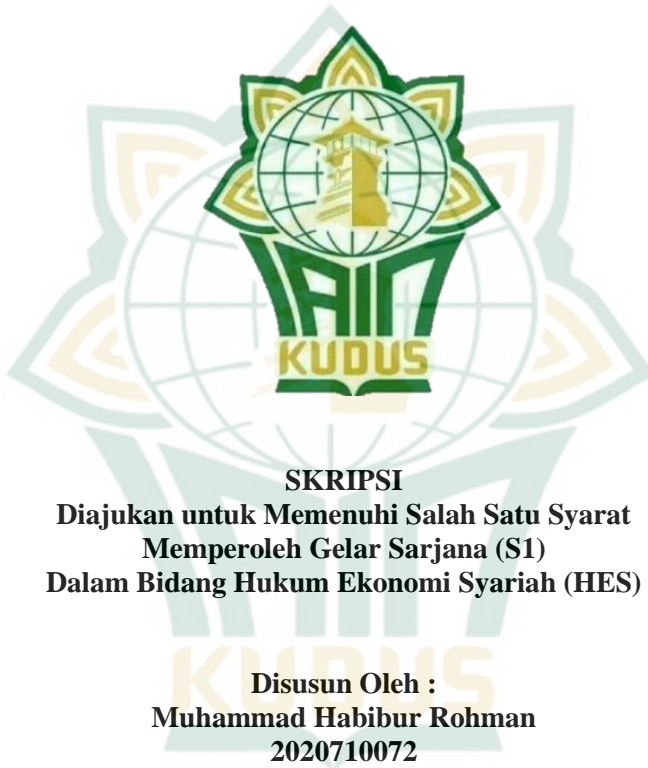 IAIN
KUDUS
SKRIPSI
Diajukan untuk Memenuhi Salah Satu Syarat
Memperoleh Gelar Sarjana (S1)
Dalam Bidang Hukum Ekonomi Syariah (HES)
Disusun Oleh :
Muhammad Habibur Rohman
2020710072